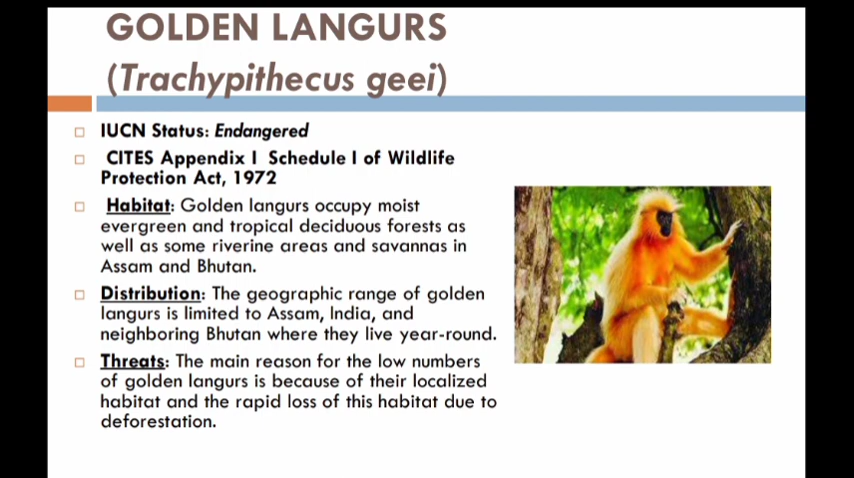 GOLDEN LANGURS
(Trachypithecus geei)
IUCN Status: Endangered
CITES Appendix I Schedule I of Wildlife
Protection Act, 1972
Habitat: Golden langurs occupy moist
evergreen and tropical deciduous forests as
well as some riverine areas and savannas in
Assam and Bhutan.
Distribution: The geographic range of golden
langurs is limited to Assam, India, and
neighboring Bhutan where they live year-round.
Threats: The main reason for the low numbers
of golden langurs is because of their localized
habitat and the rapid loss of this habitat due to
deforestation.